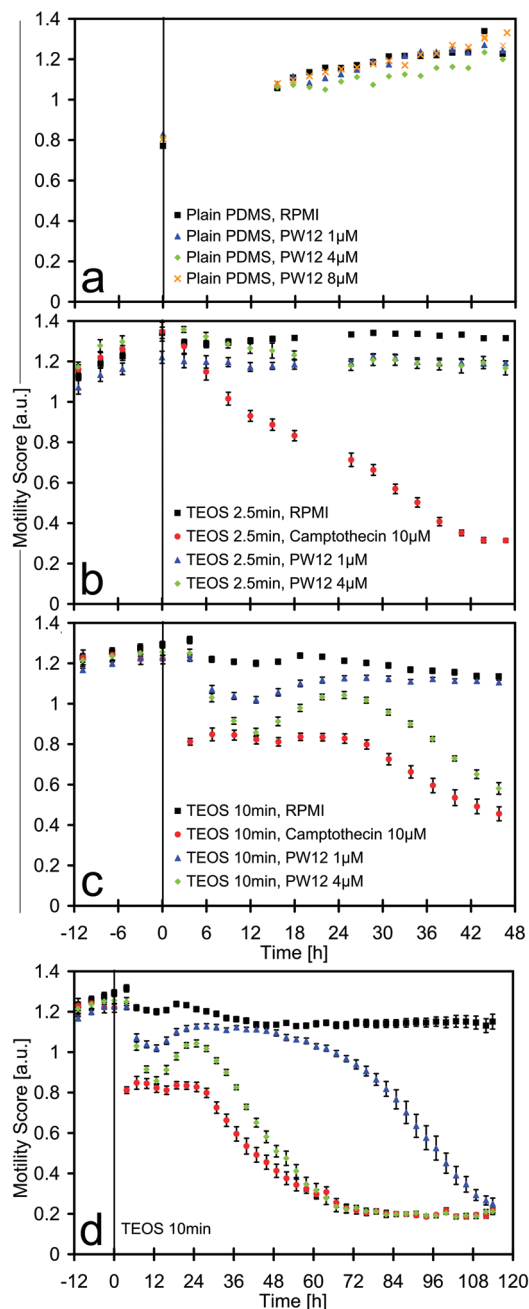 1.4
1.2
1
0.8
0.6
0.4
0.2
0
a
■ Plain PDMS, RPMI
▲ Plain PDMS, PW12 1µM
◆ Plain PDMS, PW12 4µM
× Plain PDMS, PW12 8µM
Motility Score [a.u.]
1.4
1.2
1
0.8
0.6
0.4
0.2
0
b
■ TEOS 2.5min, RPMI
● TEOS 2.5min, Camptothecin 10µM
▲ TEOS 2.5min, PW12 1µM
◆ TEOS 2.5min, PW12 4µM
1.4
1.2
1
0.8
0.6
0.4
0.2
0
c
■ TEOS 10min, RPMI
● TEOS 10min, Camptothecin 10µM
▲ TEOS 10min, PW12 1µM
◆ TEOS 10min, PW12 4µM
-12 -6 0 6 12 18 24 30 36 42 48
Time [h]
1.4
1.2
1.0
0.8
0.6
0.4
0.2
0
Motility Score [a.u.]
d
TEOS 10min
-12 0 12 24 36 48 60 72 84 96 108 120
Time [h]